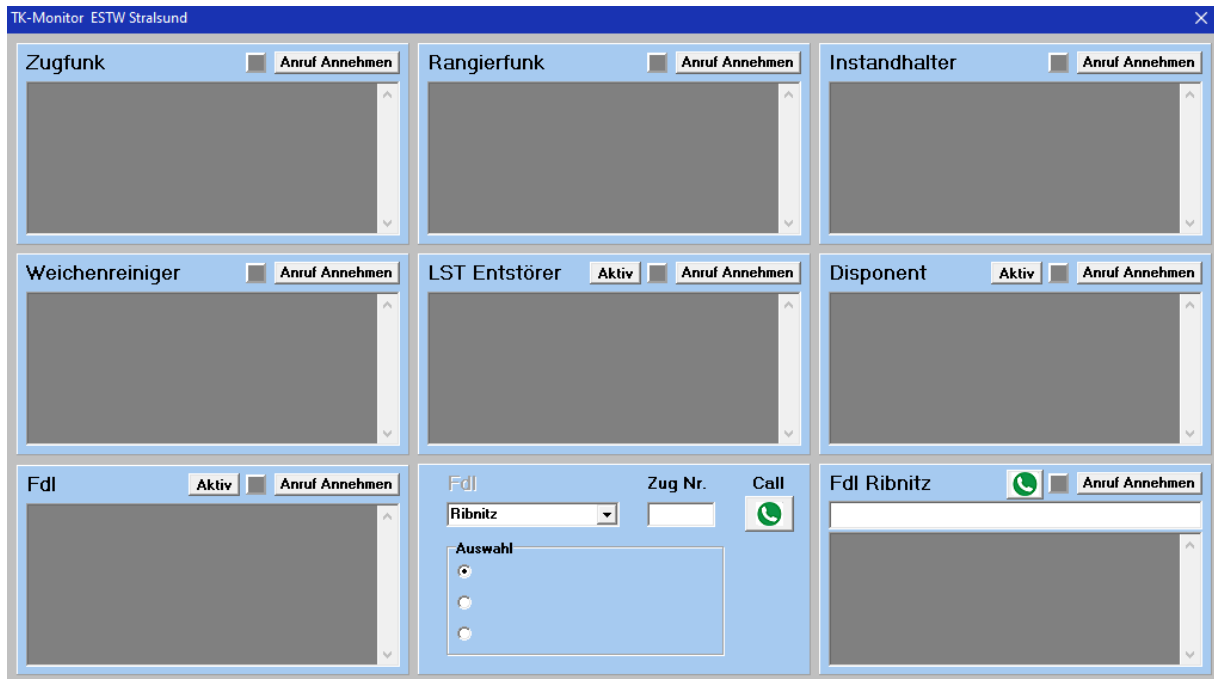 TK-Monitor ESTW Stralsund
Zugfunk Anruf Annehmen
Rangierfunk Anruf Annehmen
Instandhalter Anruf Annehmen
Weichenreiniger Anruf Annehmen
LST Entstörer Aktiv Anruf Annehmen
Disponent Aktiv Anruf Annehmen
Fdl Aktiv Anruf Annehmen
Fdl Zug Nr. Call
Ribnitz
Auswahl
Fdl Ribnitz Anruf Annehmen